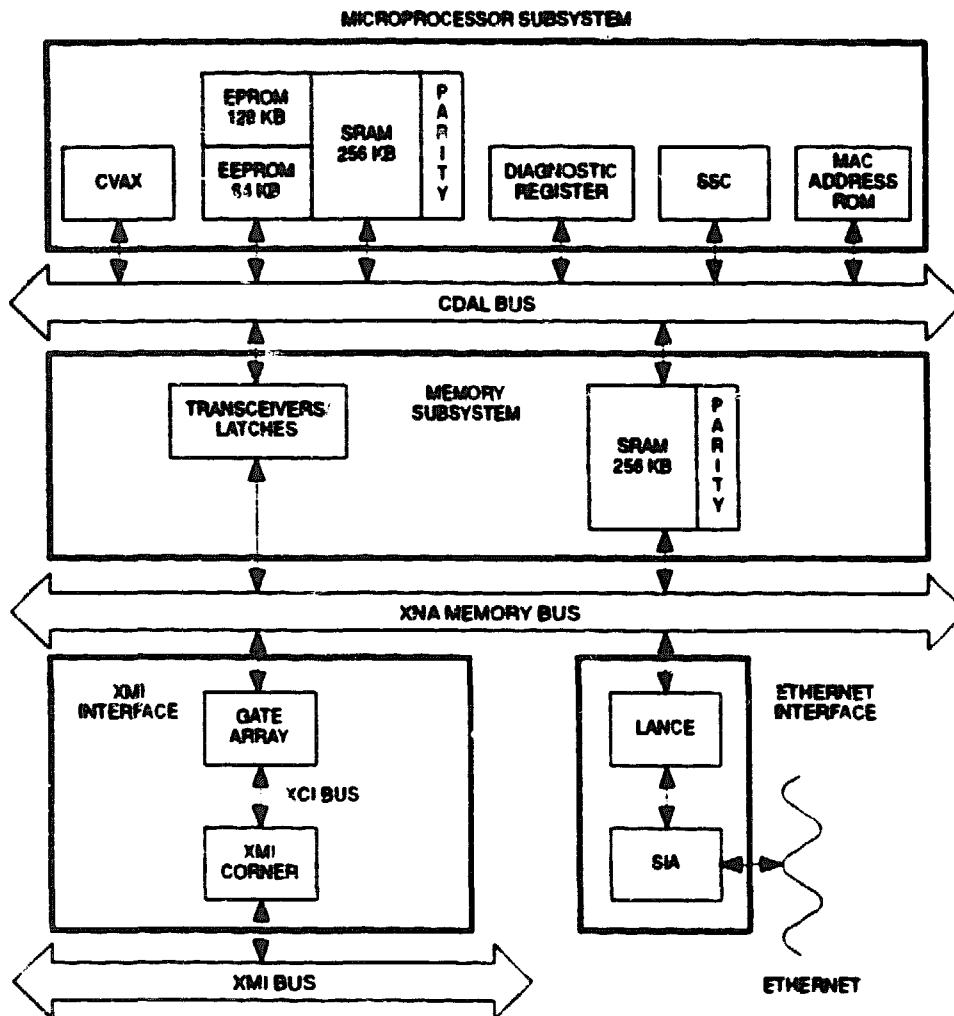 MICROPROCESSOR SUBSYSTEM
CVAX
EPROM
128 KB
EEPROM
64 KB
SRAM
256 KB
PARITY
DIAGNOSTIC
REGISTER
SSC
MAC
ADDRESS
ROM
CDAL BUS
TRANSCEIVERS/
LATCHES
MEMORY
SUBSYSTEM
SRAM
256 KB
PARITY
XNA MEMORY BUS
XMI
INTERFACE
GATE
ARRAY
XCI BUS
XMI
CORNER
XMI BUS
LANCE
SIA
ETHERNET
INTERFACE
ETHERNET